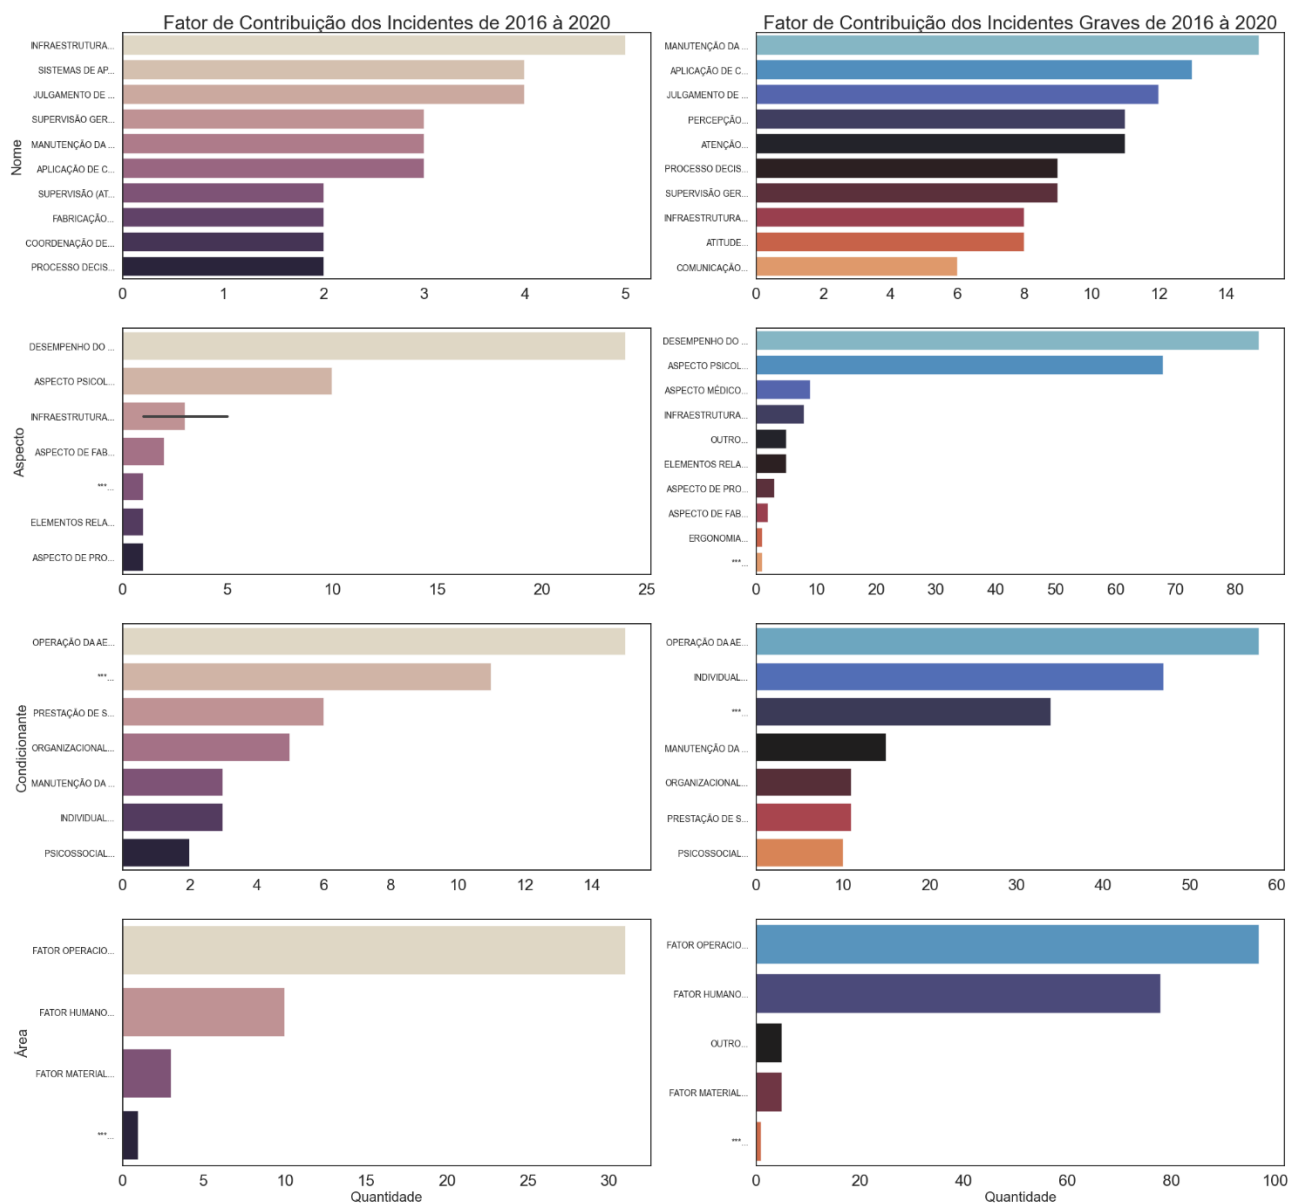 Fator de Contribuição dos Incidentes de 2016 à 2020
Nome
INFRAESTRUTURA...
SISTEMAS DE AP...
JULGAMENTO DE ...
SUPERVISÃO GER...
MANUTENÇÃO DA ...
APLICAÇÃO DE C...
SUPERVISÃO (AT...
FABRICAÇÃO...
COORDENAÇÃO DE...
PROCESSO DECIS...
0 1 2 3 4 5
Fator de Contribuição dos Incidentes Graves de 2016 à 2020
MANUTENÇÃO DA ...
APLICAÇÃO DE C...
JULGAMENTO DE ...
PERCEPÇÃO...
ATENÇÃO...
PROCESSO DECIS...
SUPERVISÃO GER...
INFRAESTRUTURA...
ATITUDE...
COMUNICAÇÃO...
0 2 4 6 8 10 12 14
Aspecto
DESEMPENHO DO ...
ASPECTO PSICOL...
INFRAESTRUTURA...
ASPECTO DE FAB...
***...
ELEMENTOS RELA...
ASPECTO DE PRO...
0 5 10 15 20 25
DESEMPENHO DO ...
ASPECTO PSICOL...
ASPECTO MÉDICO...
INFRAESTRUTURA...
OUTRO...
ELEMENTOS RELA...
ASPECTO DE PRO...
ASPECTO DE FAB...
ERGONOMIA...
***...
0 10 20 30 40 50 60 70 80
Condicionante
OPERAÇÃO DA AE...
***...
PRESTAÇÃO DE S...
ORGANIZACIONAL...
MANUTENÇÃO DA ...
INDIVIDUAL...
PSICOSSOCIAL...
0 2 4 6 8 10 12 14
OPERAÇÃO DA AE...
INDIVIDUAL...
***...
MANUTENÇÃO DA ...
ORGANIZACIONAL...
PRESTAÇÃO DE S...
PSICOSSOCIAL...
0 10 20 30 40 50 60
Área
FATOR OPERACIO...
FATOR HUMANO...
FATOR MATERIAL...
***...
0 5 10 15 20 25 30
Quantidade
FATOR OPERACIO...
FATOR HUMANO...
OUTRO...
FATOR MATERIAL...
***...
0 20 40 60 80 100
Quantidade